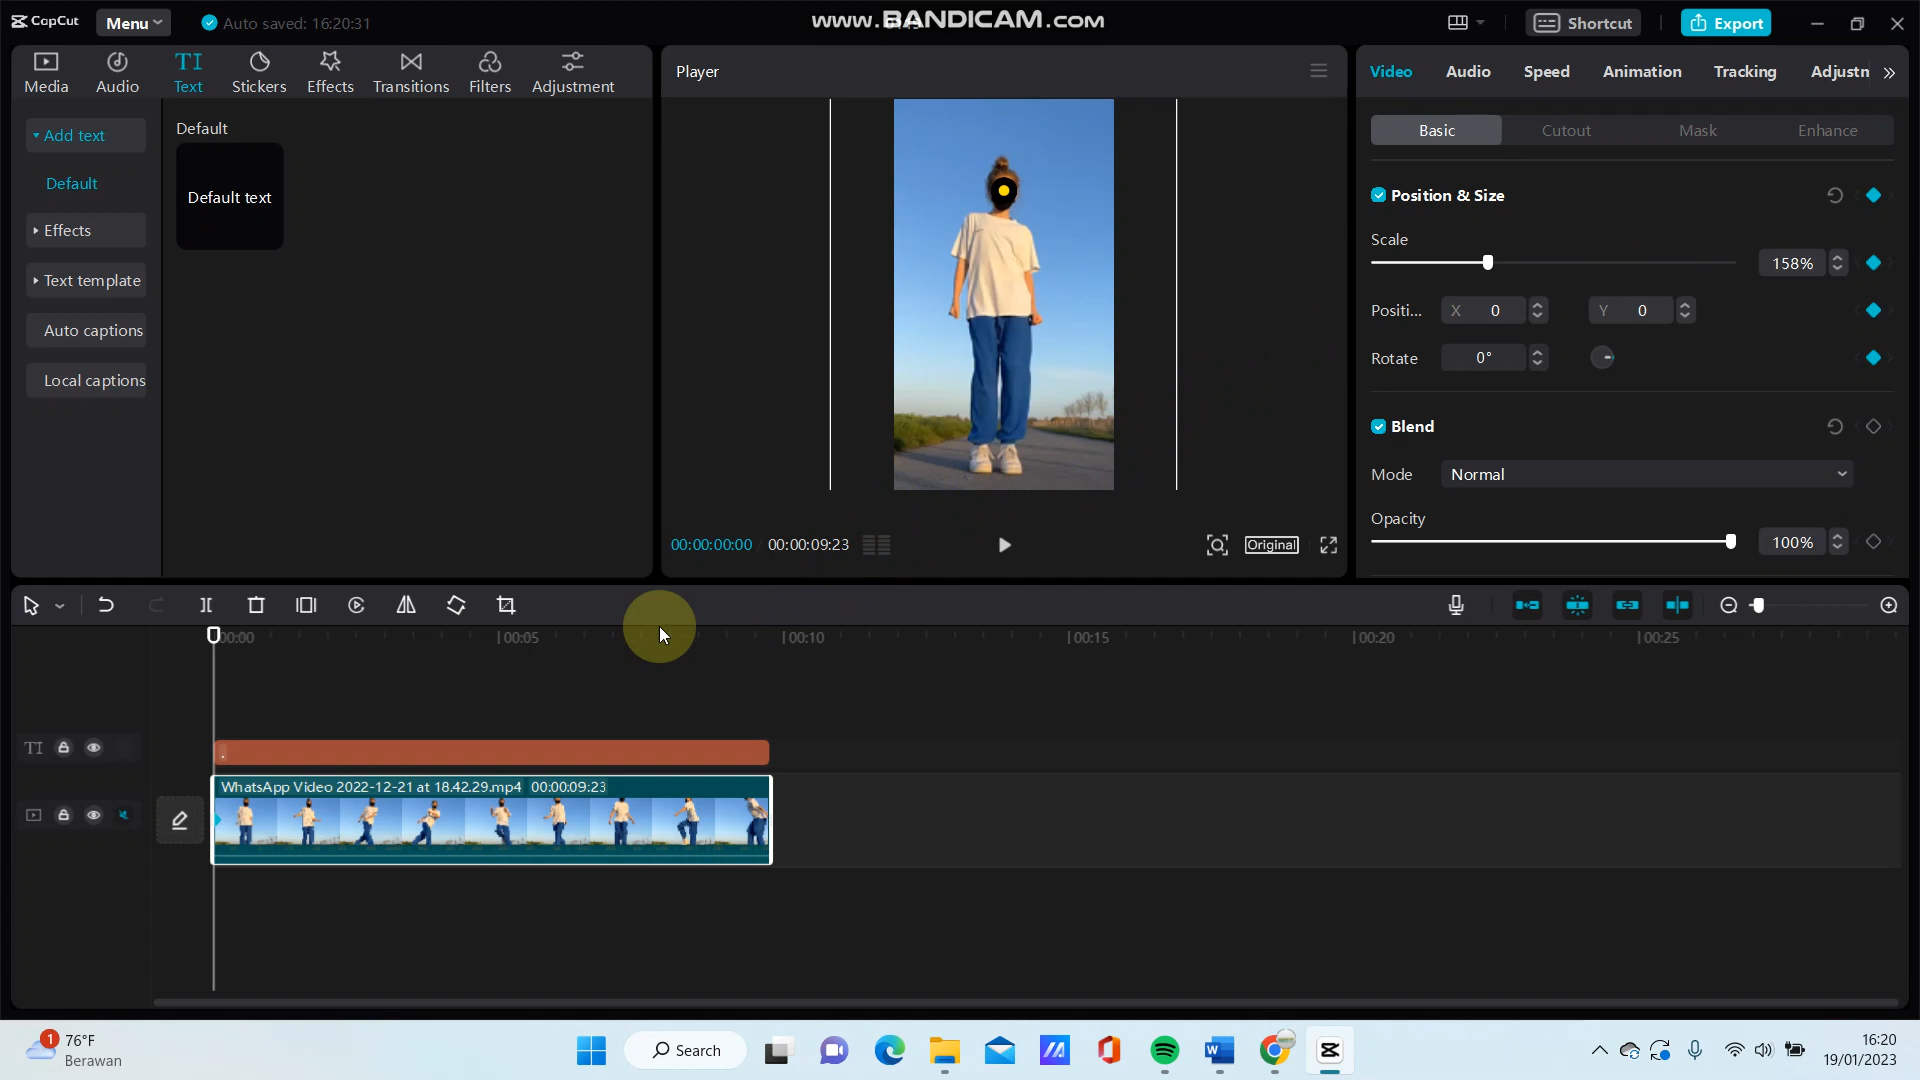 CapCut
Menu
Auto saved: 16:20:31
www.BANDICAM.COM
Shortcut
Export
Media
Audio
TI
Text
Stickers
Effects
Transitions
Filters
Adjustment
Player
Video
Audio
Speed
Animation
Tracking
Adjustn
Add text
Default
Effects
Text template
Auto captions
Local captions
Default
Default text
Basic
Cutout
Mask
Enhance
Position & Size
Scale
158%
Positi...
X 0
Y 0
Rotate
0°
Blend
Mode
Normal
Opacity
100%
00:00:00:00
00:00:09:23
Original
00:00
00:05
00:10
00:15
00:20
00:25
TI
.
WhatsApp Video 2022-12-21 at 18.42.29.mp4 00:00:09:23
1
76°F
Berawan
Search
16:20
19/01/2023